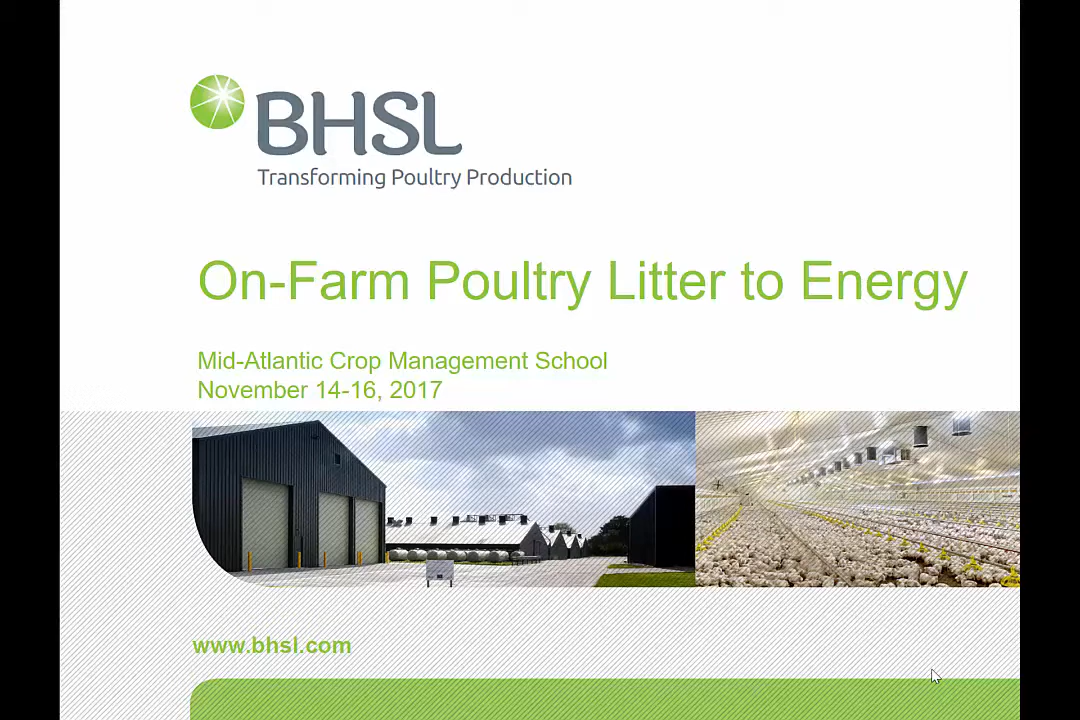 BHSL
Transforming Poultry Production
On-Farm Poultry Litter to Energy
Mid-Atlantic Crop Management School
November 14-16, 2017
www.bhsl.com